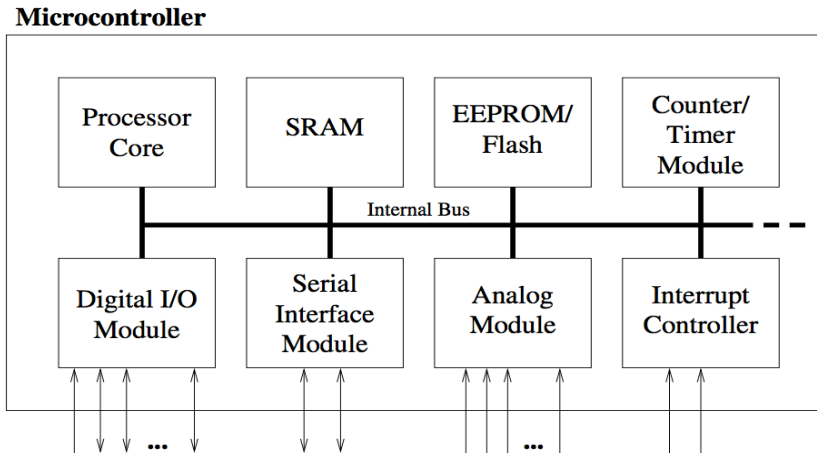 Microcontroller
Processor
Core
SRAM
EEPROM/
Flash
Counter/
Timer
Module
Internal Bus
Digital I/O
Module
Serial
Interface
Module
Analog
Module
Interrupt
Controller
...
...